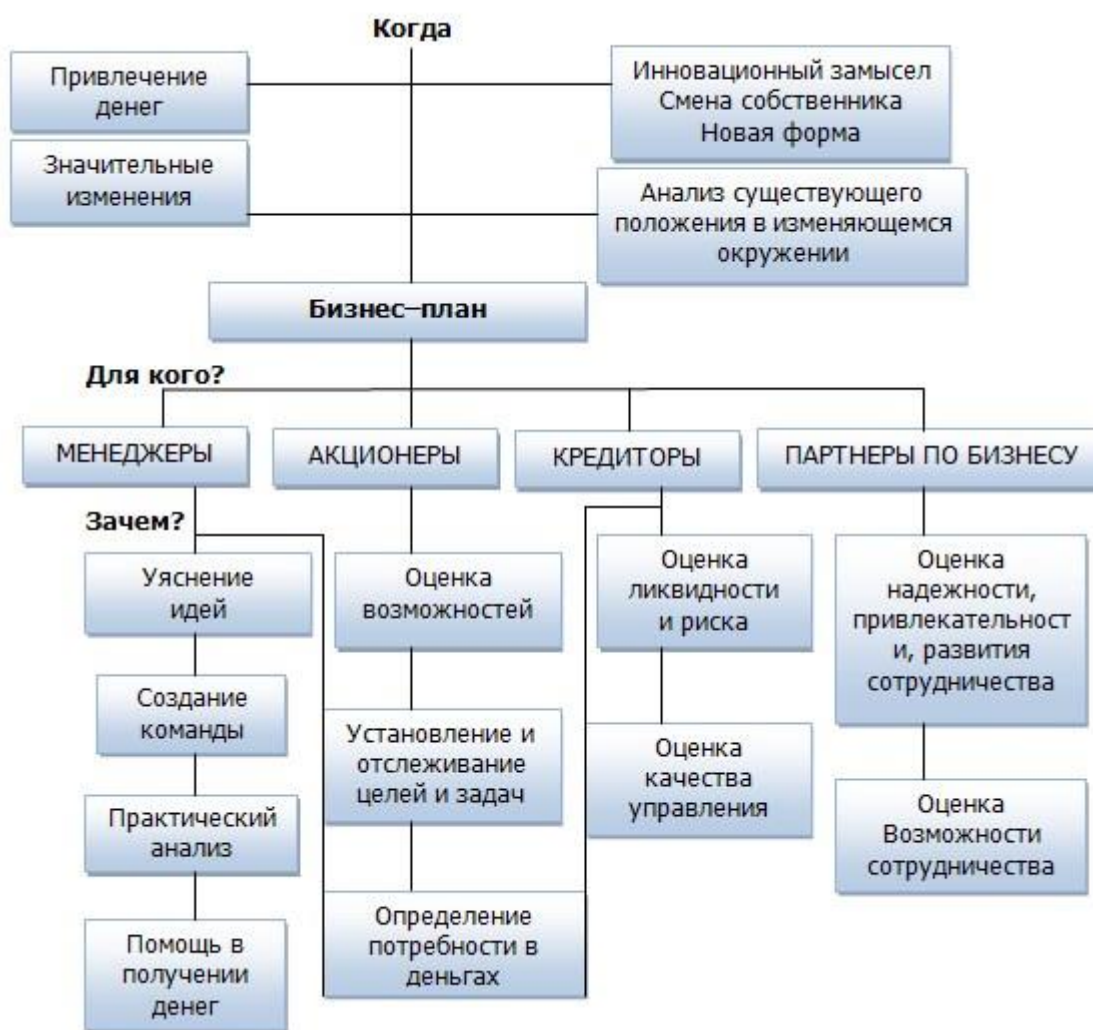 Когда
Привлечение
денег
Инновационный замысел
Смена собственника
Новая форма
Значительные
изменения
Анализ существующего
положения в изменяющемся
окружении
Бизнес–план
Для кого?
МЕНЕДЖЕРЫ
АКЦИОНЕРЫ
КРЕДИТОРЫ
ПАРТНЕРЫ ПО БИЗНЕСУ
Зачем?
Уяснение
идей
Оценка
возможностей
Оценка
ликвидности
и риска
Оценка
надежности,
привлекательност
и, развития
сотрудничества
Создание
команды
Установление и
отслеживание
целей и задач
Оценка
качества
управления
Практический
анализ
Оценка
Возможности
сотрудничества
Определение
потребности в
деньгах
Помощь в
получении
денег